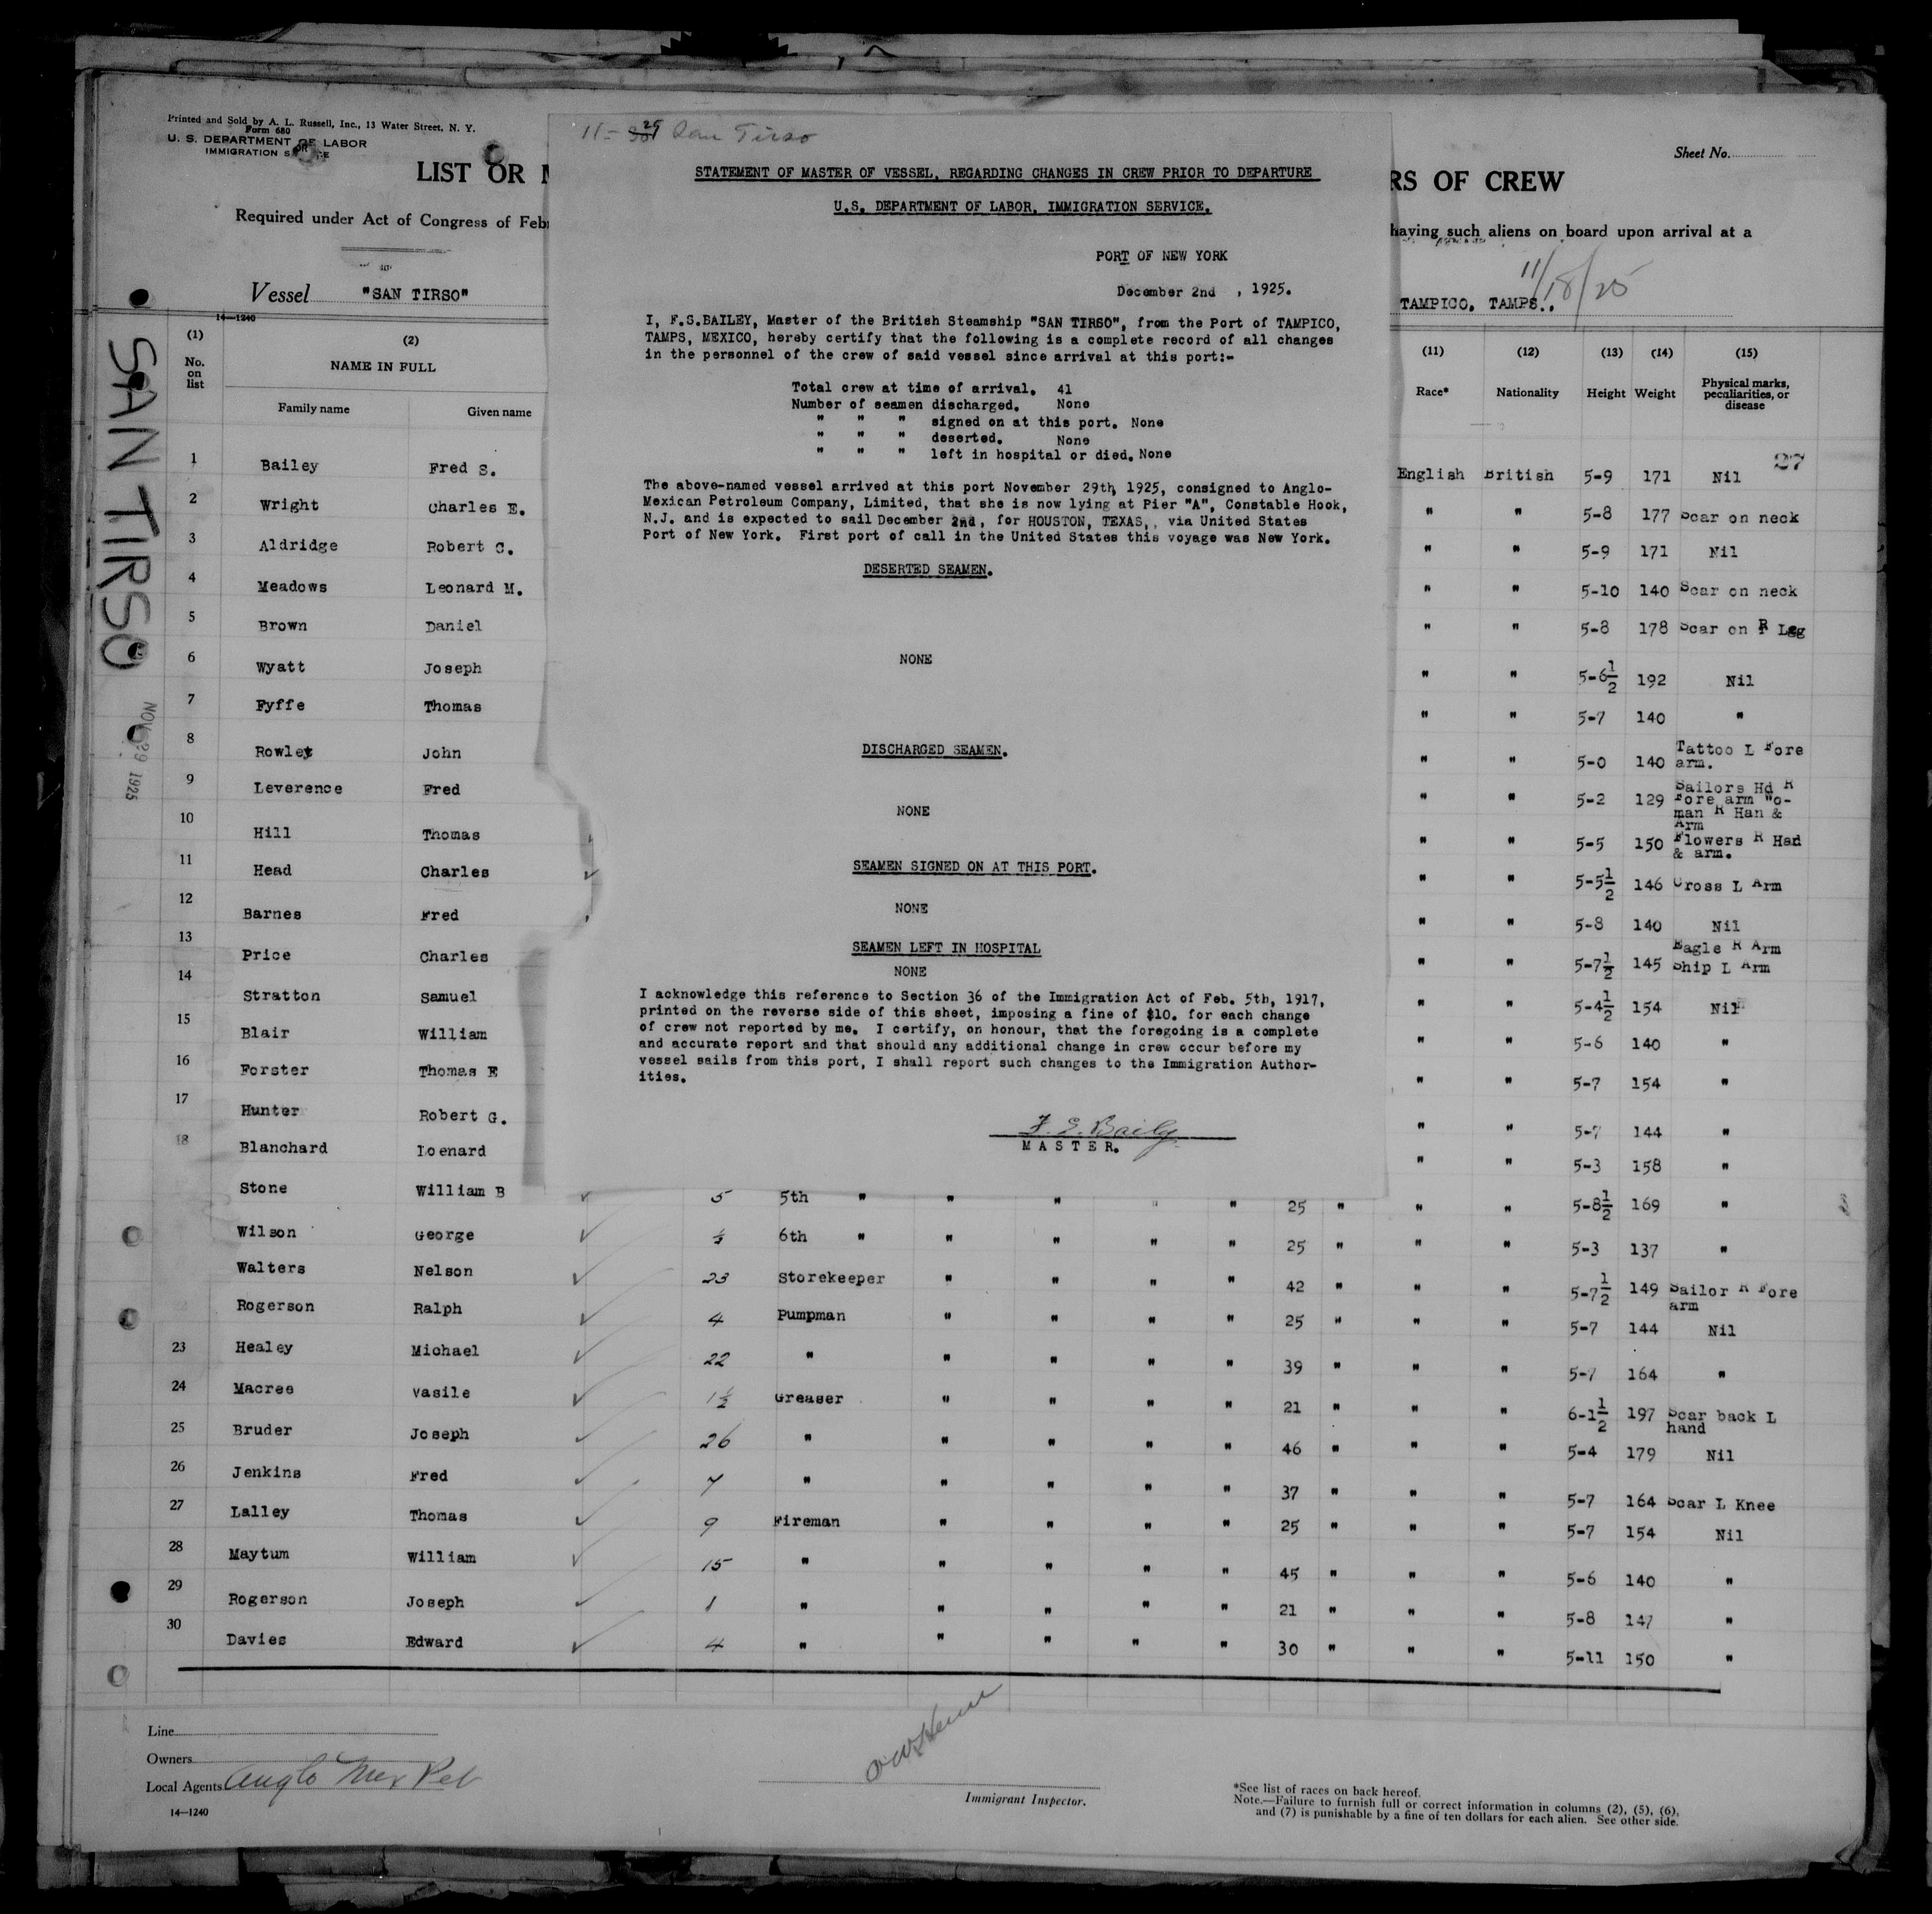 Printed and Sold by A. L. Russell, Inc., 13 Water Street, N. Y.
Form 680
U. S. DEPARTMENT OF LABOR
IMMIGRATION
Sheet No.
LIST OR
RS OF CREW
Required under Act of Congress of Feb
having such aliens on board upon arrival at a
Vessel "SAN TIRSO"
TAMPICO, TAMPS.,
11/18/25
14—1240
SAN TIRSO
NOV 29 1925
11- 29 San Tirso
STATEMENT OF MASTER OF VESSEL, REGARDING CHANGES IN CREW PRIOR TO DEPARTURE
U.S. DEPARTMENT OF LABOR, IMMIGRATION SERVICE.
PORT OF NEW YORK
December 2nd , 1925.
I, F.S.BAILEY, Master of the British Steamship "SAN TIRSO", from the Port of TAMPICO,
TAMPS, MEXICO, hereby certify that the following is a complete record of all changes
in the personnel of the crew of said vessel since arrival at this port:-
Total crew at time of arrival. 41
Number of seamen discharged. None
" " " signed on at this port. None
" " " deserted. None
" " " left in hospital or died. None
The above-named vessel arrived at this port November 29th, 1925, consigned to Anglo-
Mexican Petroleum Company, Limited, that she is now lying at Pier "A", Constable Hook,
N.J. and is expected to sail December 2nd, for HOUSTON, TEXAS,, via United States
Port of New York. First port of call in the United States this voyage was New York.
DESERTED SEAMEN.
NONE
DISCHARGED SEAMEN.
NONE
SEAMEN SIGNED ON AT THIS PORT.
NONE
SEAMEN LEFT IN HOSPITAL
NONE
I acknowledge this reference to Section 36 of the Immigration Act of Feb. 5th, 1917,
printed on the reverse side of this sheet, imposing a fine of $10. for each change
of crew not reported by me. I certify, on honour, that the foregoing is a complete
and accurate report and that should any additional change in crew occur before my
vessel sails from this port, I shall report such changes to the Immigration Author-
ities.
F. S. Baily
MASTER.
(1) (2) (11) (12) (13) (14) (15)
No. on list NAME IN FULL Race* Nationality Height Weight Physical marks, peculiarities, or disease
Family name Given name
27
1 Bailey Fred S. English British 5-9 171 Nil
2 Wright Charles E. " " 5-8 177 Scar on neck
3 Aldridge Robert C. " " 5-9 171 Nil
4 Meadows Leonard M. " " 5-10 140 Scar on neck
5 Brown Daniel " " 5-8 178 Scar on R Leg
6 Wyatt Joseph " " 5-6½ 192 Nil
7 Fyffe Thomas " " 5-7 140 "
8 Rowley John " " 5-0 140 Tattoo L Fore arm.
9 Leverence Fred " " 5-2 129 Sailors Hd R Fore arm Wo-man R Han & Arm
10 Hill Thomas " " 5-5 150 Flowers R Had & arm.
11 Head Charles " " 5-5½ 146 Cross L Arm
12 Barnes Fred " " 5-8 140 Nil
13 Price Charles " " 5-7½ 145 Eagle R Arm Ship L Arm
14 Stratton Samuel " " 5-4½ 154 Nil
15 Blair William " " 5-6 140 "
16 Forster Thomas E " " 5-7 154 "
17 Hunter Robert G. " " 5-7 144 "
18 Blanchard Loenard " " 5-3 158 "
Stone William B 5 5th " " " " " 25 " " " 5-8½ 169 "
Wilson George ½ 6th " " " " " 25 " " " 5-3 137 "
Walters Nelson 23 Storekeeper " " " " 42 " " " 5-7½ 149 Sailor R Fore arm
Rogerson Ralph 4 Pumpman " " " " 25 " " " 5-7 144 Nil
23 Healey Michael 22 " " " " " 39 " " " 5-7 164 "
24 Macree Vasile 1½ Greaser " " " " 21 " " " 6-1½ 197 Scar back L hand
25 Bruder Joseph 26 " " " " " 46 " " " 5-4 179 Nil
26 Jenkins Fred 7 " " " " " 37 " " " 5-7 164 Scar L Knee
27 Lalley Thomas 9 Fireman " " " " 25 " " " 5-7 154 Nil
28 Maytum William 15 " " " " " 45 " " " 5-6 140 "
29 Rogerson Joseph 1 " " " " " 21 " " " 5-8 147 "
30 Davies Edward 4 " " " " " 30 " " " 5-11 150 "
Line
Owners
Local Agents Anglo Mex Pet
14—1240
Immigrant Inspector.
*See list of races on back hereof.
Note.—Failure to furnish full or correct information in columns (2), (5), (6),
and (7) is punishable by a fine of ten dollars for each alien. See other side.